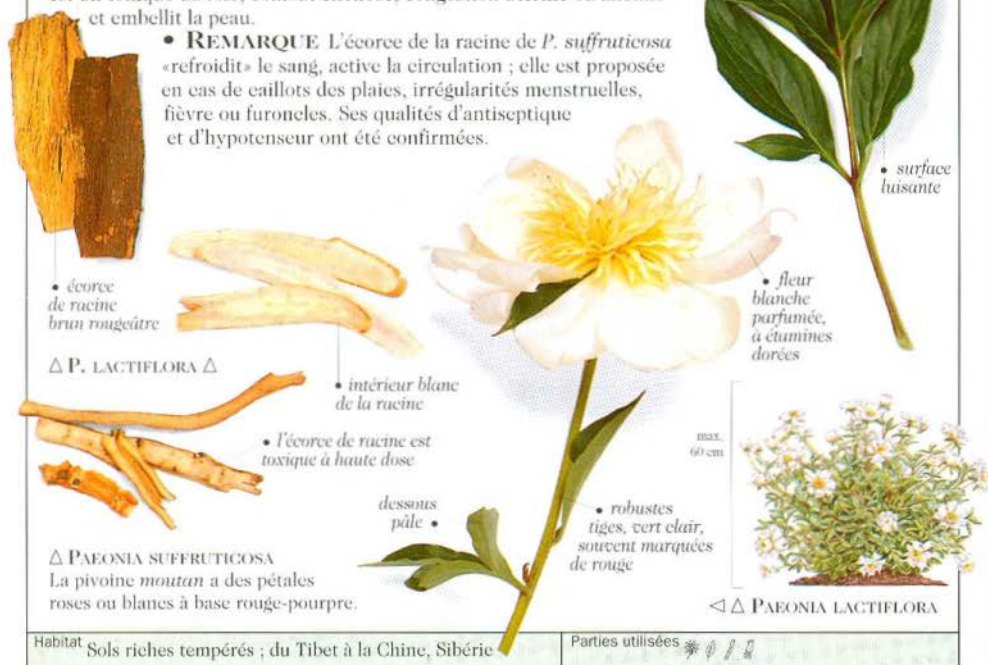 et embellit la peau.
• REMARQUE L'écorce de la racine de P. suffruticosa
«refroidit» le sang, active la circulation ; elle est proposée
en cas de caillots des plaies, irrégularités menstruelles,
fièvre ou furoncles. Ses qualités d'antiseptique
et d'hypotenseur ont été confirmées.
• surface
luisante
• écorce
de racine
brun rougeâtre
• fleur
blanche
parfumée,
à étamines
dorées
△ P. LACTIFLORA △
• intérieur blanc
de la racine
• l'écorce de racine est
toxique à haute dose
max.
60 cm
dessous
pâle •
• robustes
tiges, vert clair,
souvent marquées
de rouge
△ PAEONIA SUFFRUTICOSA
La pivoine moutan a des pétales
roses ou blancs à base rouge-pourpre.
◁ △ PAEONIA LACTIFLORA
Habitat Sols riches tempérés ; du Tibet à la Chine, Sibérie
Parties utilisées